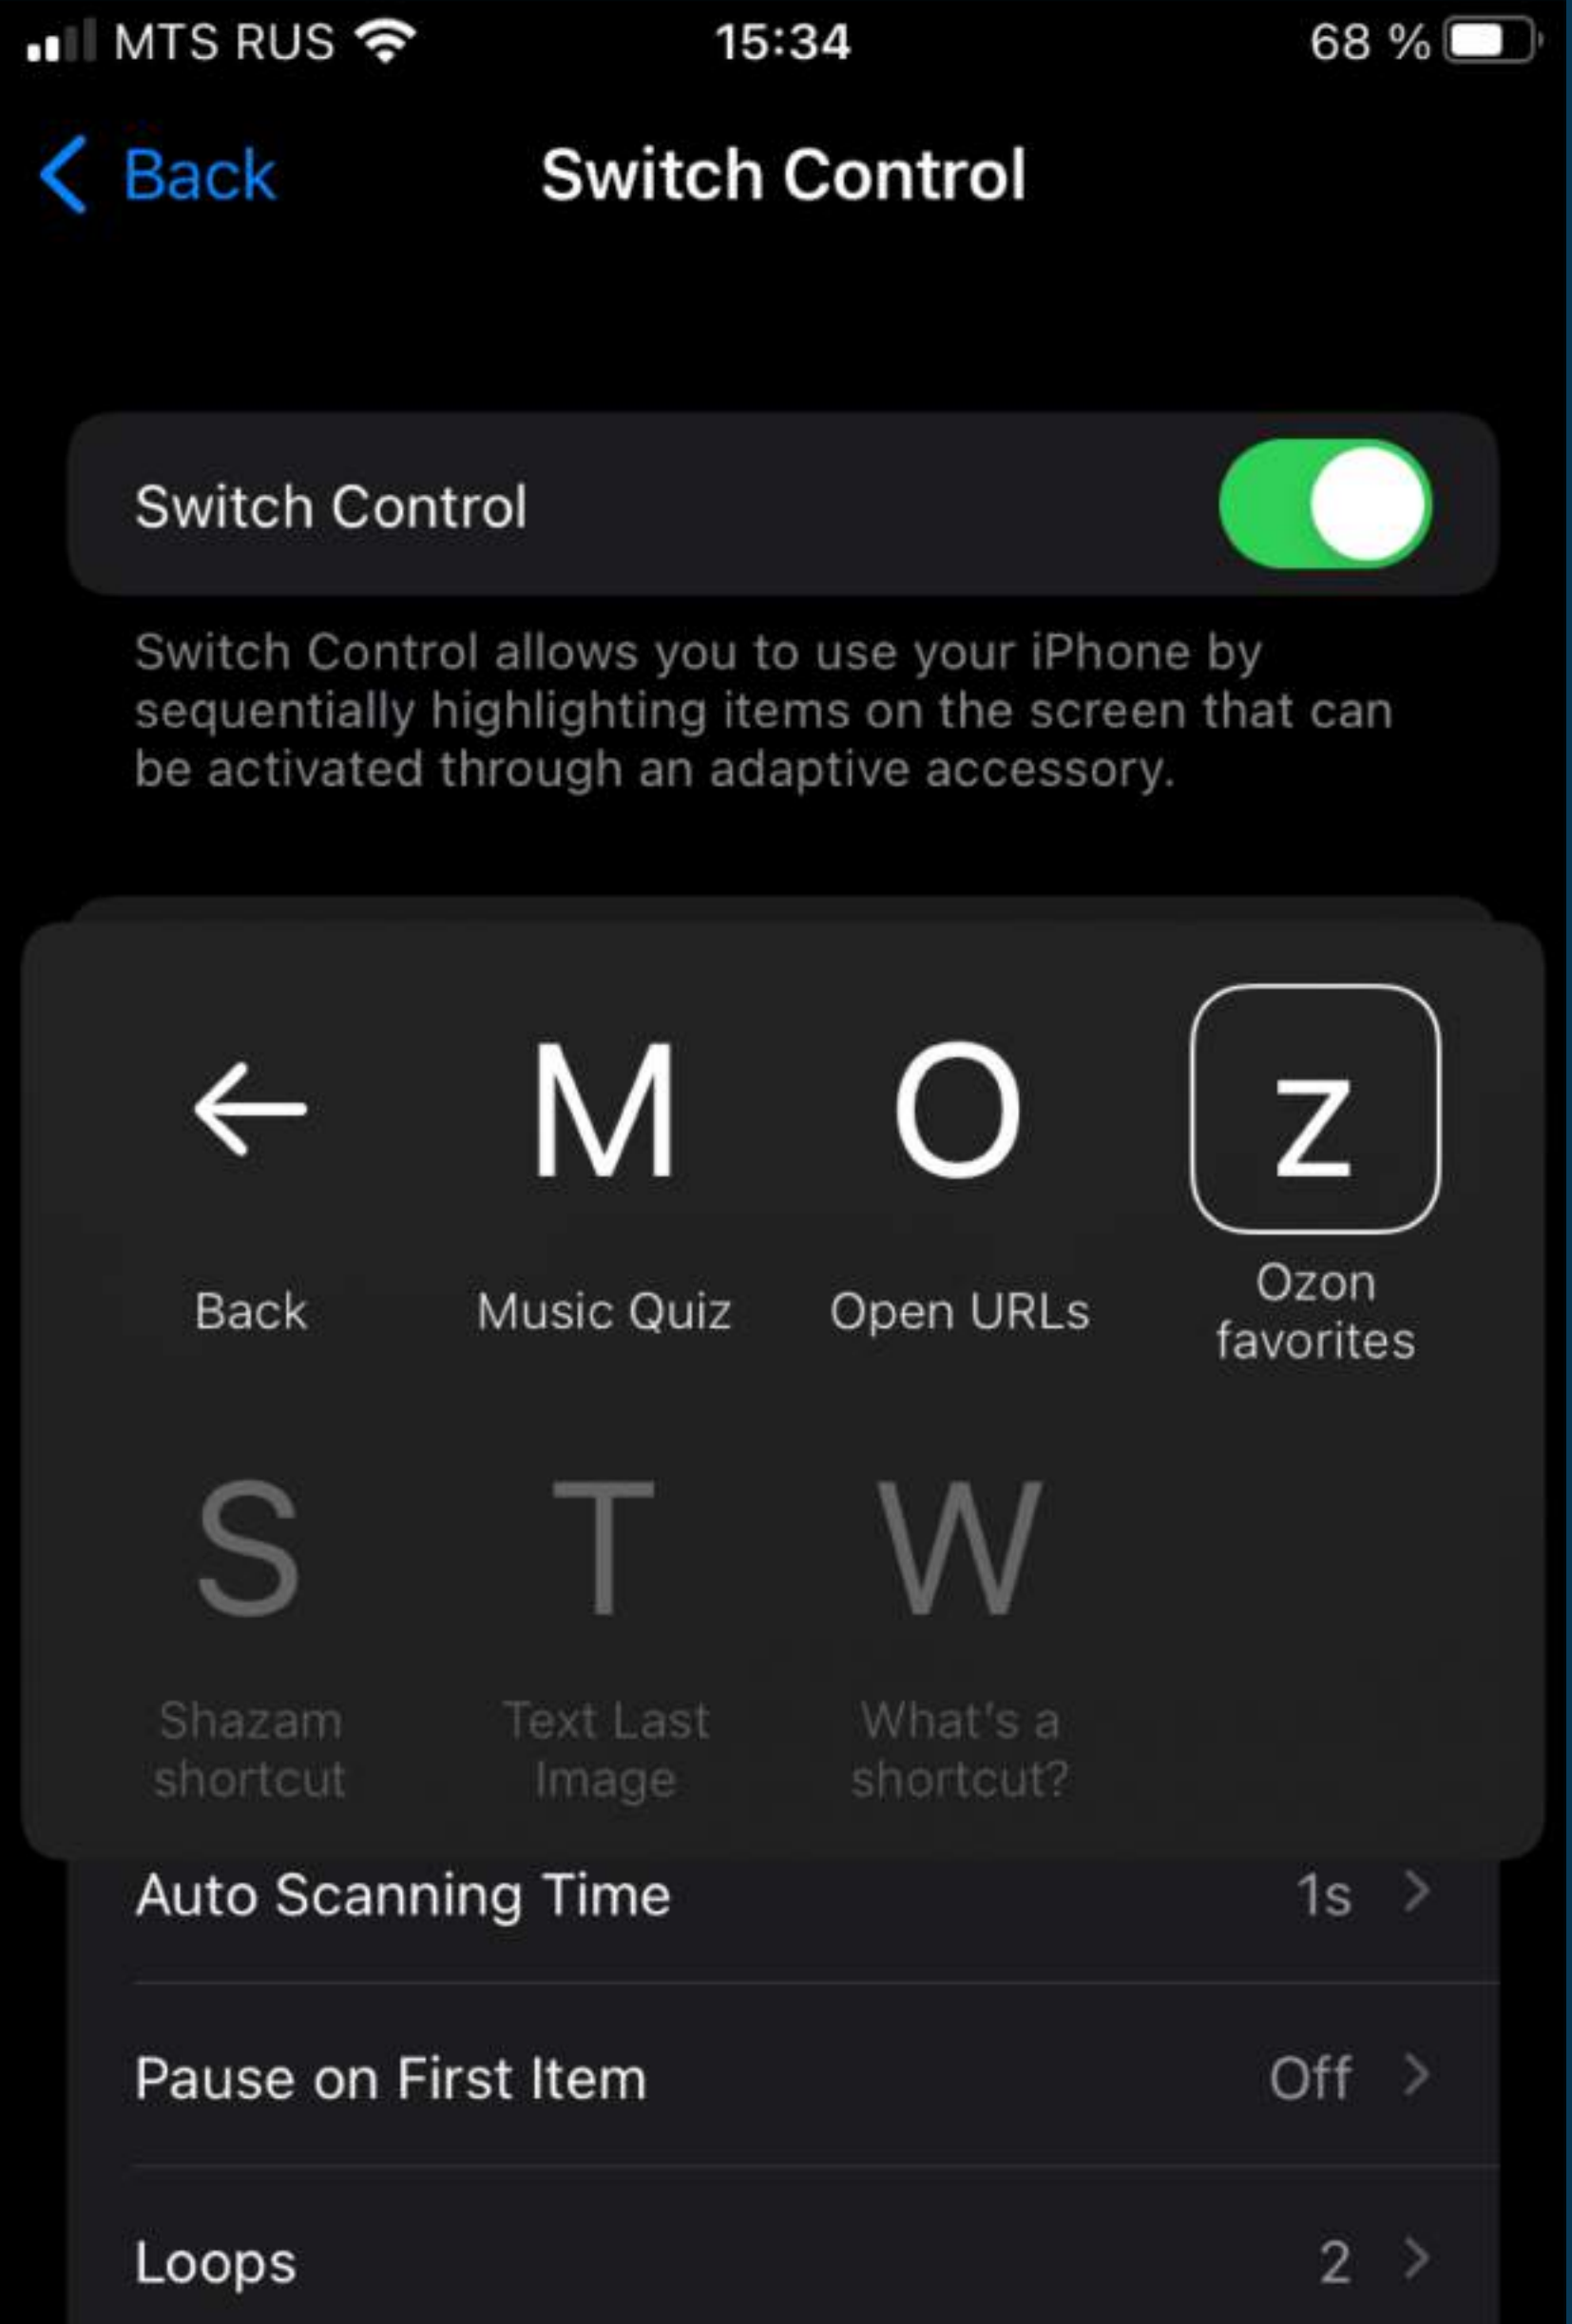 MTS RUS 15:34 68 %
Back Switch Control
Switch Control
Switch Control allows you to use your iPhone by
sequentially highlighting items on the screen that can
be activated through an adaptive accessory.
M O z
Back Music Quiz Open URLs Ozon
favorites
S T W
Shazam
shortcut
Text Last
Image
What's a
shortcut?
Auto Scanning Time 1s
Pause on First Item Off
Loops 2